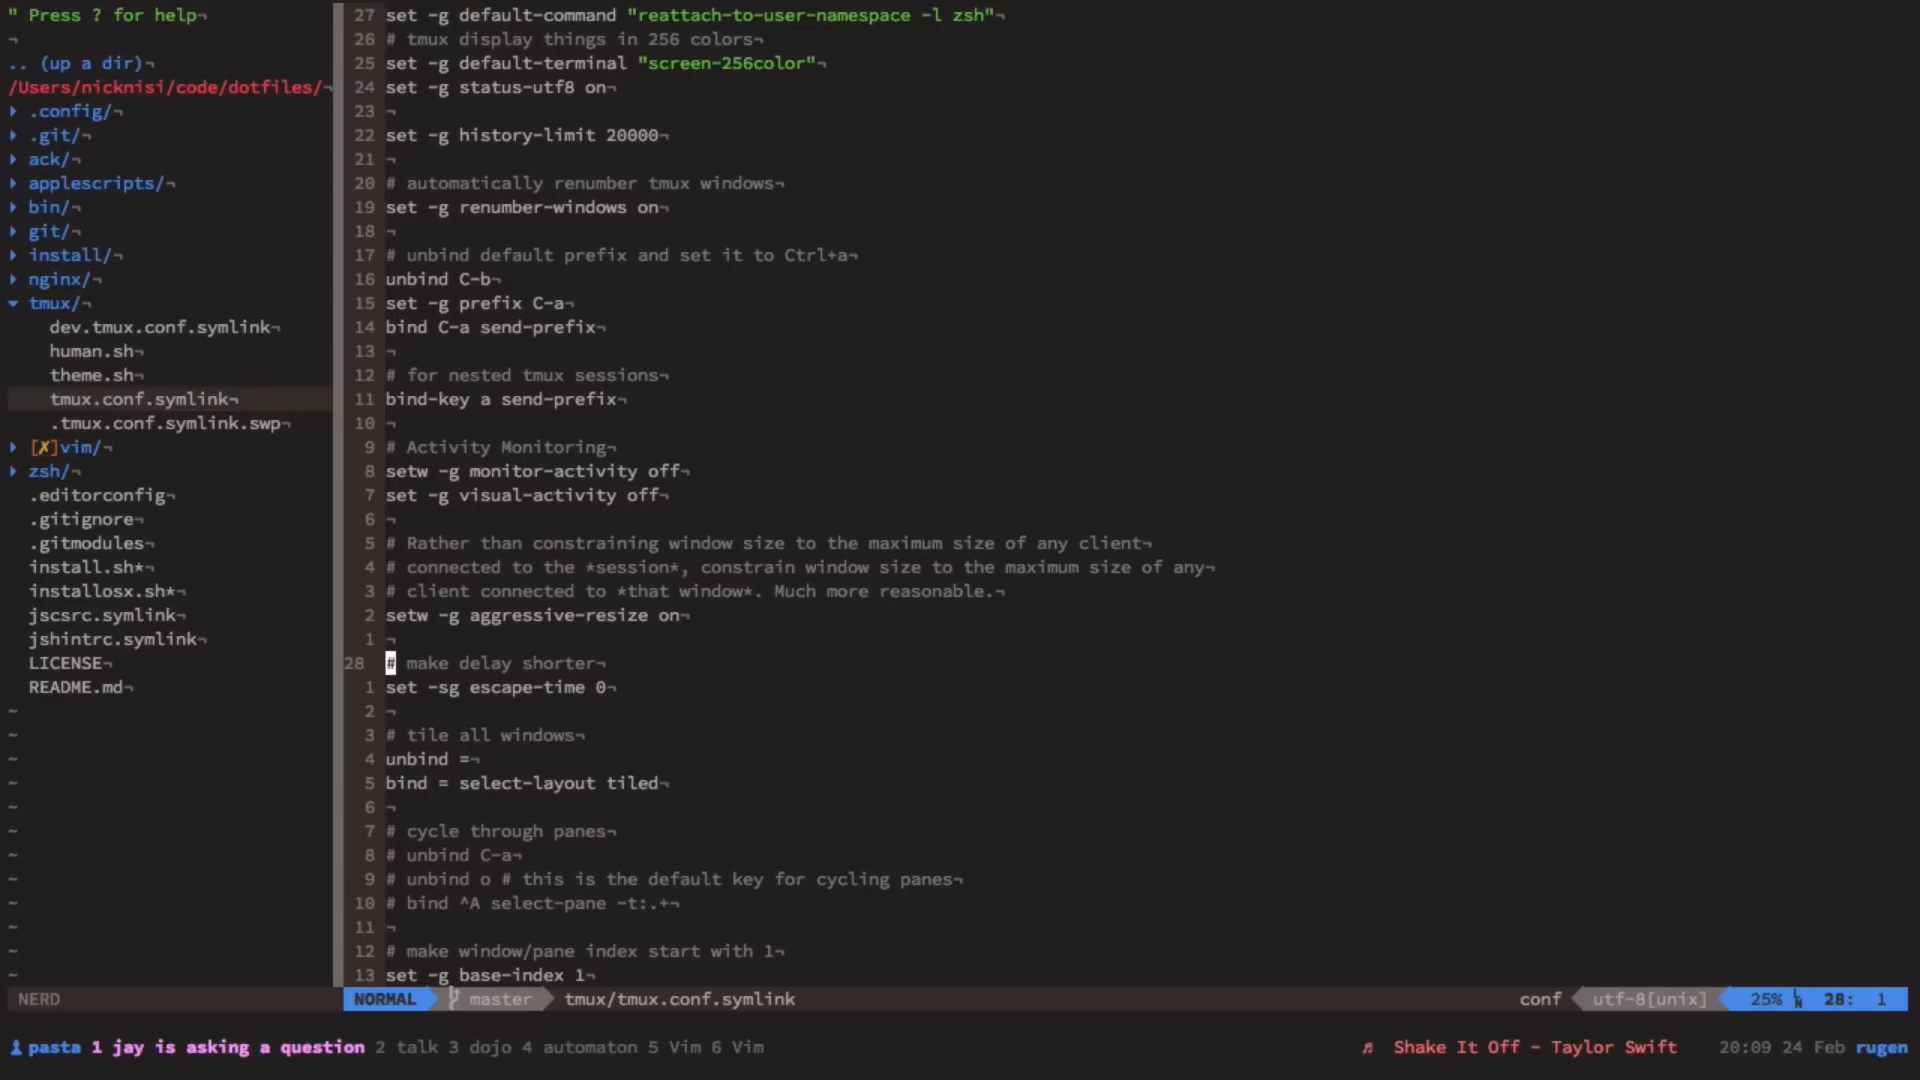 " Press ? for help¬
¬
.. (up a dir)¬
/Users/nicknisi/code/dotfiles/¬
▸ .config/¬
▸ .git/¬
▸ ack/¬
▸ applescripts/¬
▸ bin/¬
▸ git/¬
▸ install/¬
▸ nginx/¬
▾ tmux/¬
dev.tmux.conf.symlink¬
human.sh¬
theme.sh¬
tmux.conf.symlink¬
.tmux.conf.symlink.swp¬
▸ [✗]vim/¬
▸ zsh/¬
.editorconfig¬
.gitignore¬
.gitmodules¬
install.sh*¬
installosx.sh*¬
jscsrc.symlink¬
jshintrc.symlink¬
LICENSE¬
README.md¬
~
~
~
~
~
~
~
~
~
~
~
~
27 set -g default-command "reattach-to-user-namespace -l zsh"¬
26 # tmux display things in 256 colors¬
25 set -g default-terminal "screen-256color"¬
24 set -g status-utf8 on¬
23 ¬
22 set -g history-limit 20000¬
21 ¬
20 # automatically renumber tmux windows¬
19 set -g renumber-windows on¬
18 ¬
17 # unbind default prefix and set it to Ctrl+a¬
16 unbind C-b¬
15 set -g prefix C-a¬
14 bind C-a send-prefix¬
13 ¬
12 # for nested tmux sessions¬
11 bind-key a send-prefix¬
10 ¬
9 # Activity Monitoring¬
8 setw -g monitor-activity off¬
7 set -g visual-activity off¬
6 ¬
5 # Rather than constraining window size to the maximum size of any client¬
4 # connected to the *session*, constrain window size to the maximum size of any¬
3 # client connected to *that window*. Much more reasonable.¬
2 setw -g aggressive-resize on¬
1 ¬
28 # make delay shorter¬
1 set -sg escape-time 0¬
2 ¬
3 # tile all windows¬
4 unbind =¬
5 bind = select-layout tiled¬
6 ¬
7 # cycle through panes¬
8 # unbind C-a¬
9 # unbind o # this is the default key for cycling panes¬
10 # bind ^A select-pane -t:.+¬
11 ¬
12 # make window/pane index start with 1¬
13 set -g base-index 1¬
NERD
NORMAL master tmux/tmux.conf.symlink conf utf-8[unix] 25% 28: 1
pasta 1 jay is asking a question 2 talk 3 dojo 4 automaton 5 Vim 6 Vim ♬ Shake It Off - Taylor Swift 20:09 24 Feb rugen